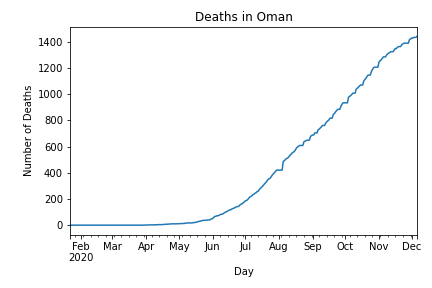 Deaths in Oman
Number of Deaths
1400
1200
1000
800
600
400
200
0
Feb Mar Apr May Jun Jul Aug Sep Oct Nov Dec
2020
Day